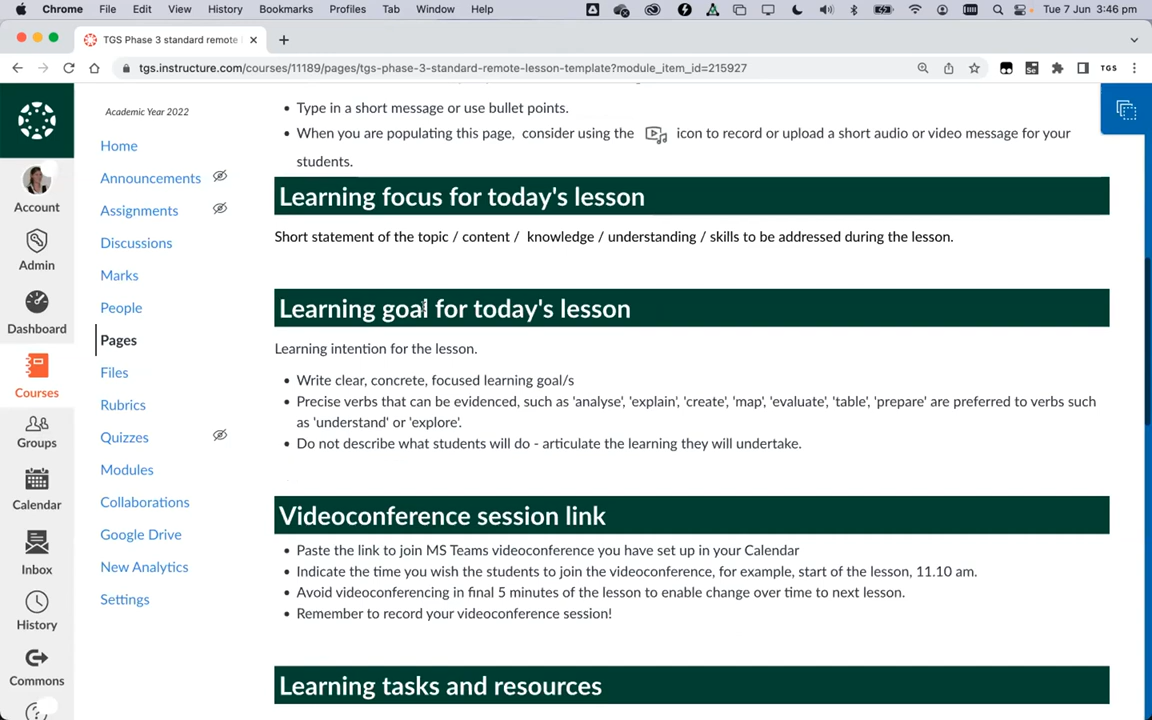 Chrome File Edit View History Bookmarks Profiles Tab Window Help Tue 7 Jun 3:46 pm
TGS Phase 3 standard remote
tgs.instructure.com/courses/11189/pages/tgs-phase-3-standard-remote-lesson-template?module_item_id=215927
TGS
Account
Admin
Dashboard
Courses
Groups
Calendar
Inbox
History
Commons
Academic Year 2022
Home
Announcements
Assignments
Discussions
Marks
People
Pages
Files
Rubrics
Quizzes
Modules
Collaborations
Google Drive
New Analytics
Settings
Type in a short message or use bullet points.
When you are populating this page, consider using the icon to record or upload a short audio or video message for your
students.
Learning focus for today's lesson
Short statement of the topic / content / knowledge / understanding / skills to be addressed during the lesson.
Learning goal for today's lesson
Learning intention for the lesson.
Write clear, concrete, focused learning goal/s
Precise verbs that can be evidenced, such as 'analyse', 'explain', 'create', 'map', 'evaluate', 'table', 'prepare' are preferred to verbs such
as 'understand' or 'explore'.
Do not describe what students will do - articulate the learning they will undertake.
Videoconference session link
Paste the link to join MS Teams videoconference you have set up in your Calendar
Indicate the time you wish the students to join the videoconference, for example, start of the lesson, 11.10 am.
Avoid videoconferencing in final 5 minutes of the lesson to enable change over time to next lesson.
Remember to record your videoconference session!
Learning tasks and resources